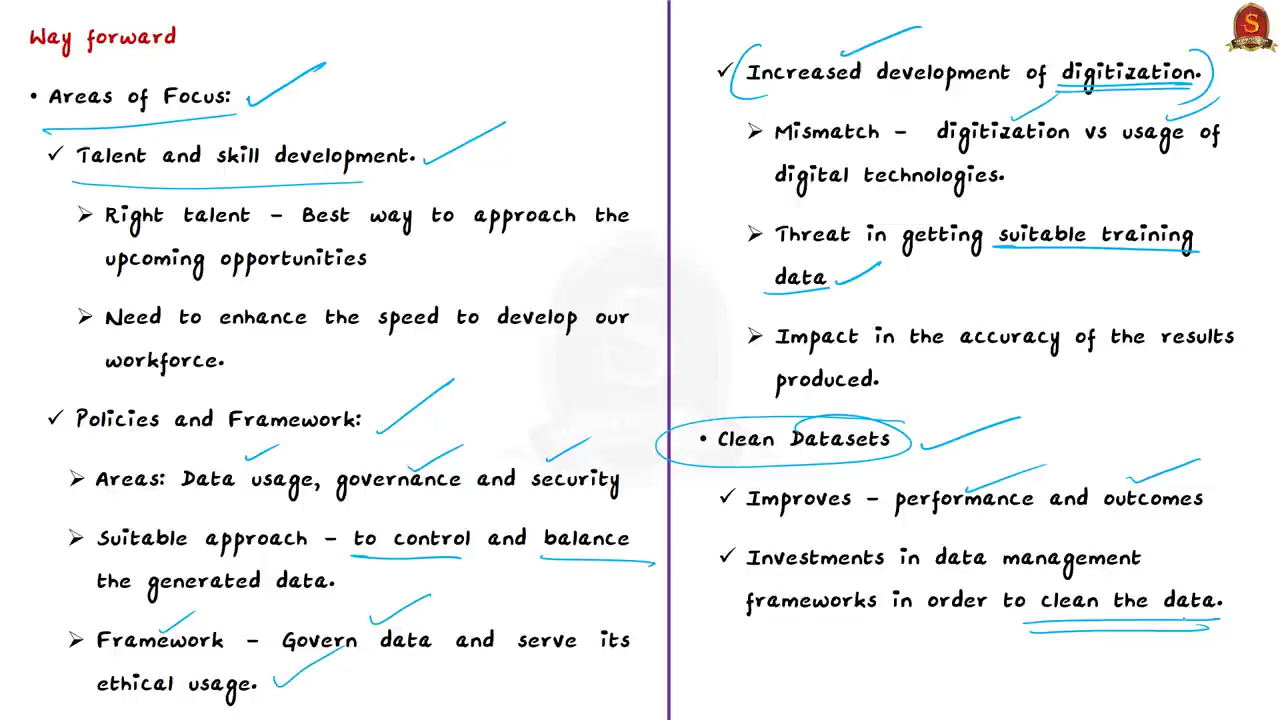 Way forward
• Areas of Focus:
✓ Talent and skill development.
➢ Right talent – Best way to approach the
upcoming opportunities
➢ Need to enhance the speed to develop our
workforce.
✓ Policies and Framework:
➢ Areas: Data usage, governance and security
➢ Suitable approach – to control and balance
the generated data.
➢ Framework – Govern data and serve its
ethical usage.
✓ Increased development of digitization.
➢ Mismatch – digitization vs usage of
digital technologies.
➢ Threat in getting suitable training
data
➢ Impact in the accuracy of the results
produced.
• Clean Datasets
✓ Improves – performance and outcomes
✓ Investments in data management
frameworks in order to clean the data.
S